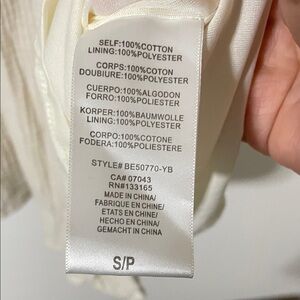 SELF:100%COTTON
LINING:100%POLYESTER
CORPS:100%COTON
DOUBIURE:100%POLYESTER
CUERPO:100%ALGODON
FORRO:100%POLIESTER
KORPER:100%BAUMWOLLE
LINING:100%POLYESTER
CORPO:100%COTONE
FODERA:100%POLIESTERE
STYLE# BE50770-YB
CA# 07043
RN#133165
MADE IN CHINA/
FABRIQUE EN CHINE/
ETATS EN CHINE/
HECHO EN CHINA/
GEMACHT IN CHINA
S/P